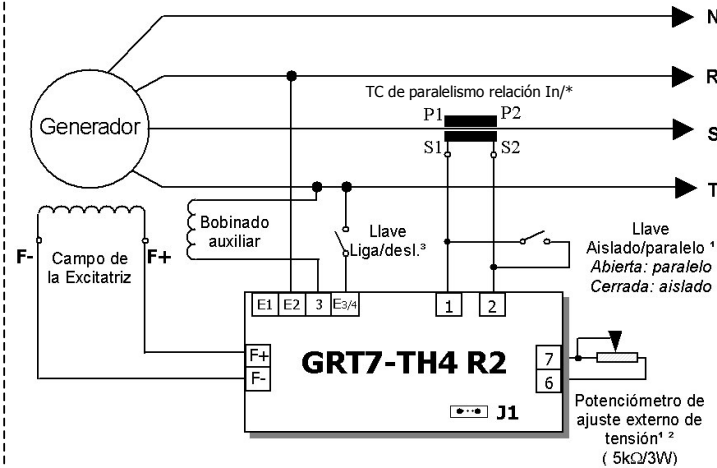 N
R
TC de paralelismo relación In/*
P1 P2
Generador
S
S1 S2
T
Bobinado
auxiliar
Llave
Liga/desl.³
Llave
Aislado/paralelo ¹
Abierta: paralelo
Cerrada: aislado
F- Campo de F+
la Excitatriz
E1 E2 3 E3/4 1 2
F+
F-
GRT7-TH4 R2
7
6
J1
Potenciómetro de
ajuste externo de
tensión¹ ²
( 5kΩ/3W)